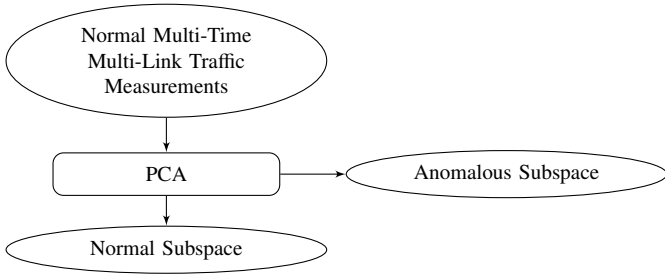 Normal Multi-Time
Multi-Link Traffic
Measurements
PCA
Anomalous Subspace
Normal Subspace